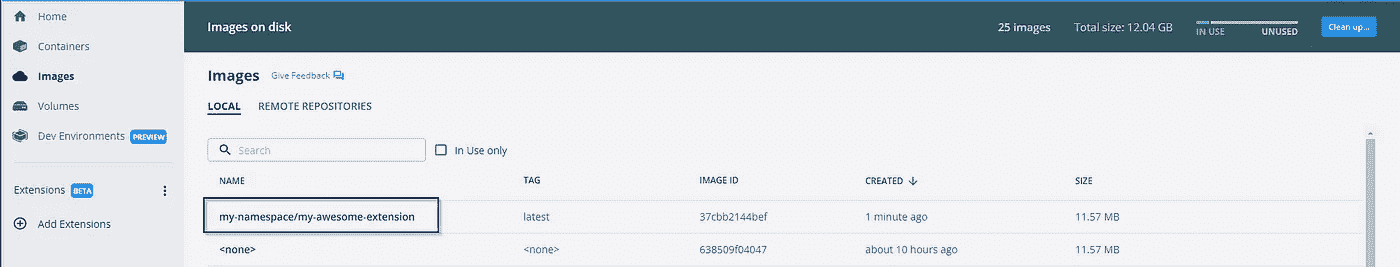 Home
Containers
Images
Volumes
Dev Environments PREVIEW
Extensions BETA
Add Extensions
Images on disk
25 images Total size: 12.04 GB IN USE UNUSED Clean up...
Images Give Feedback
LOCAL REMOTE REPOSITORIES
Search In Use only
NAME TAG IMAGE ID CREATED SIZE
my-namespace/my-awesome-extension latest 37cbb2144bef 1 minute ago 11.57 MB
<none> <none> 638509f04047 about 10 hours ago 11.57 MB